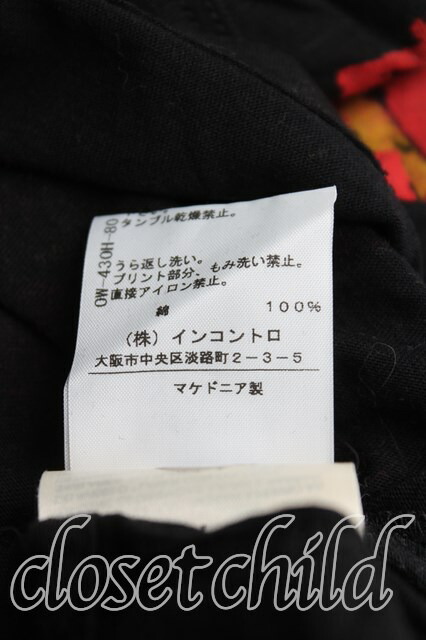 タンブル乾燥禁止。
OW-430H-80
うら返し洗い。
プリント部分、もみ洗い禁止。
直接アイロン禁止。
綿 100%
(株) インコントロ
大阪市中央区淡路町2-3-5
マケドニア製
closet child